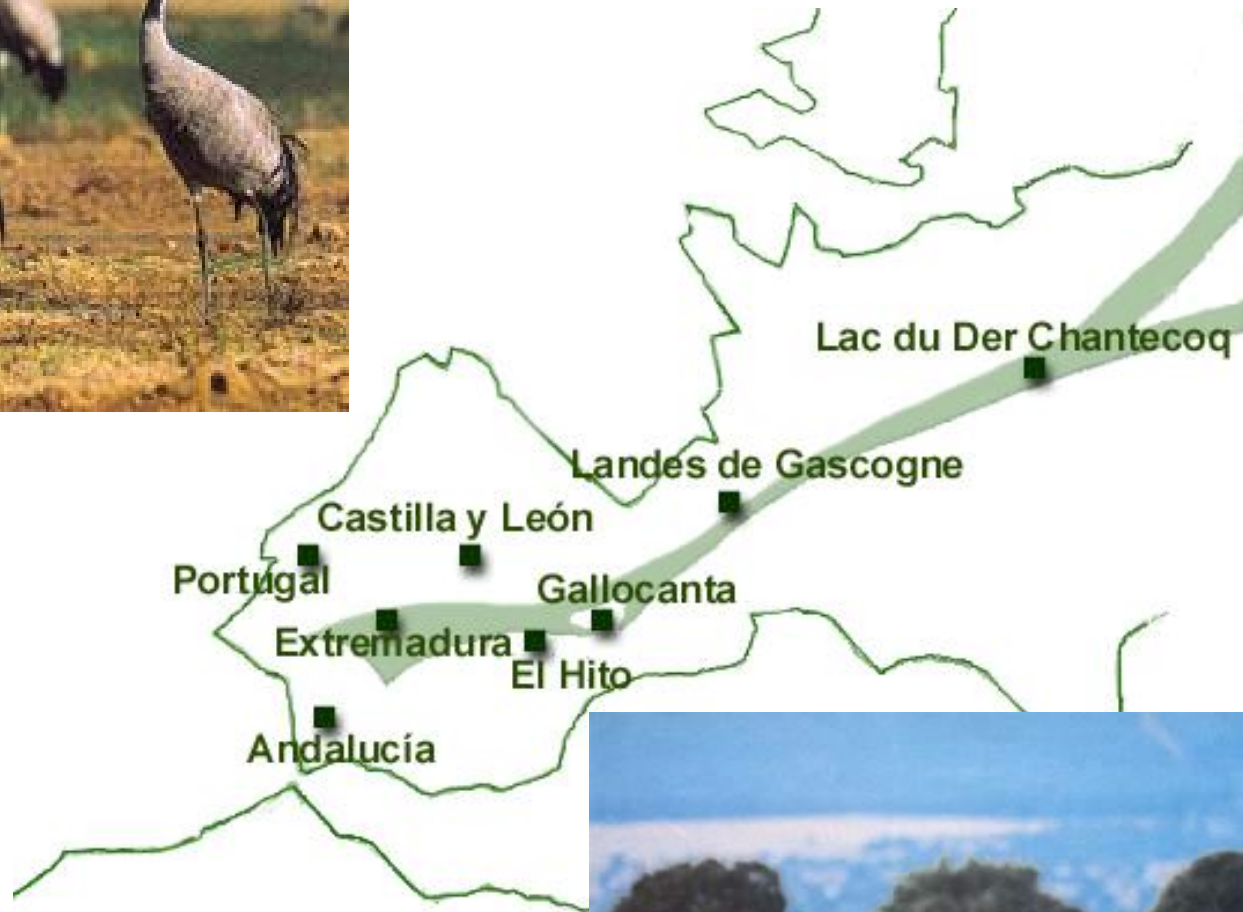 Lac du Der Chantecoq
Landes de Gascogne
Castilla y León
Portugal
Gallocanta
Extremadura
El Hito
Andalucía